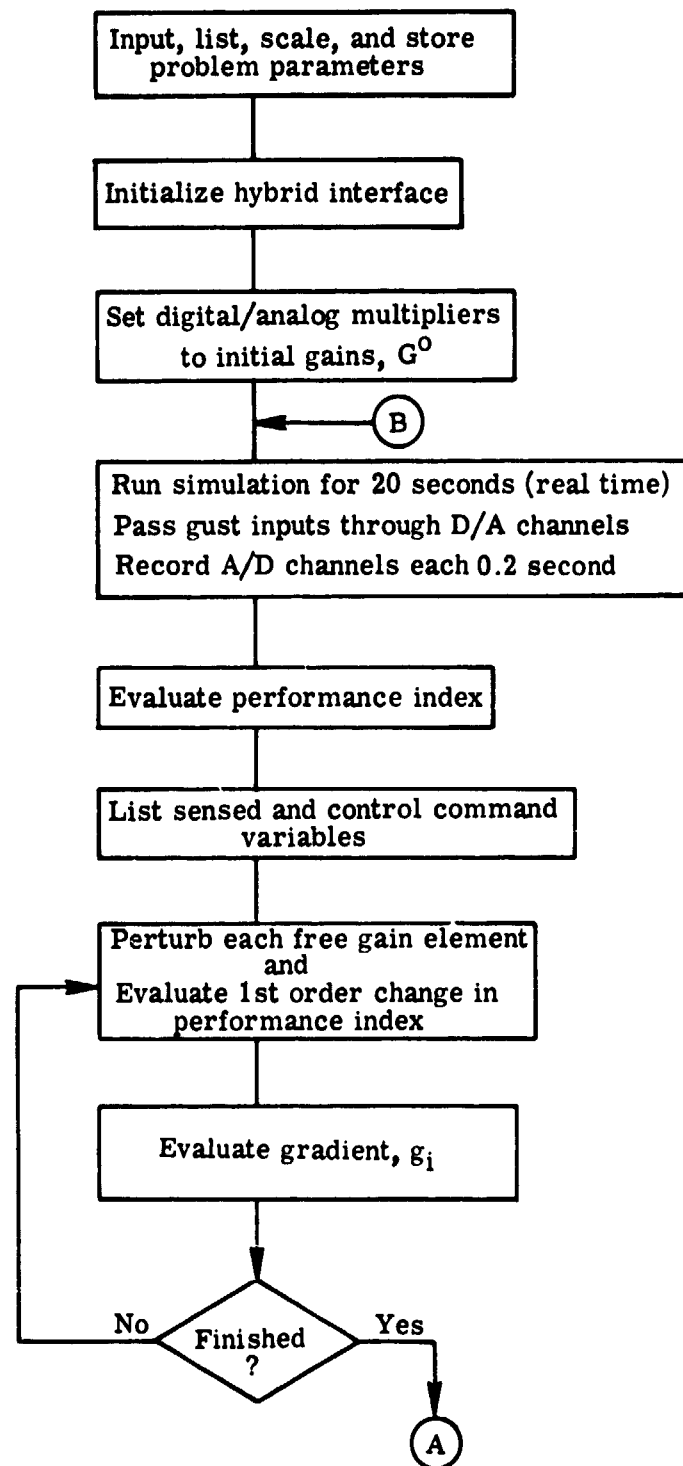 Input, list, scale, and store
problem parameters
Initialize hybrid interface
Set digital/analog multipliers
to initial gains, G⁰
B
Run simulation for 20 seconds (real time)
Pass gust inputs through D/A channels
Record A/D channels each 0.2 second
Evaluate performance index
List sensed and control command
variables
Perturb each free gain element
and
Evaluate 1st order change in
performance index
Evaluate gradient, gᵢ
No
Yes
Finished
?
A